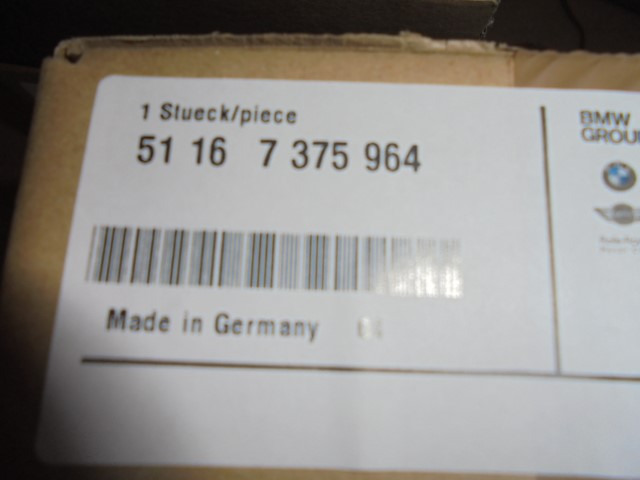 1 Stueck/piece
51 16 7 375 964
Made in Germany
BMW
GROUP